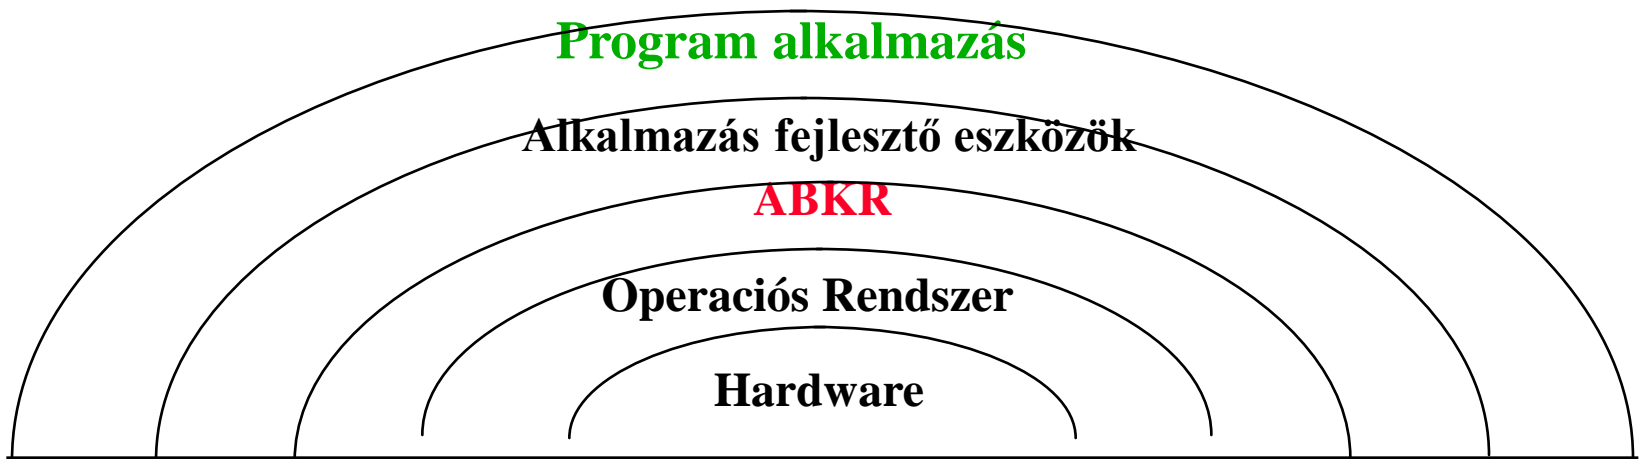 Program alkalmazás
Alkalmazás fejlesztő eszközök
ABKR
Operaciós Rendszer
Hardware